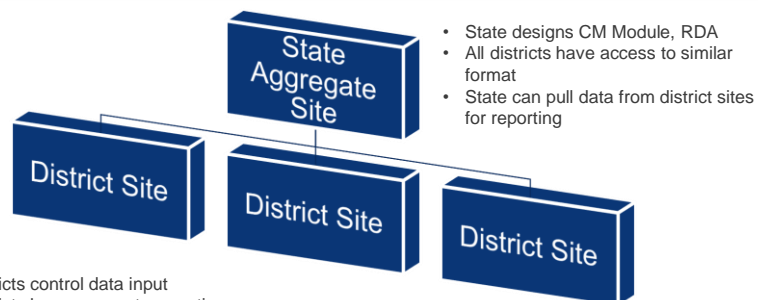 State
Aggregate
Site
• State designs CM Module, RDA
• All districts have access to similar
format
• State can pull data from district sites
for reporting
District Site
District Site
District Site
icts control data input